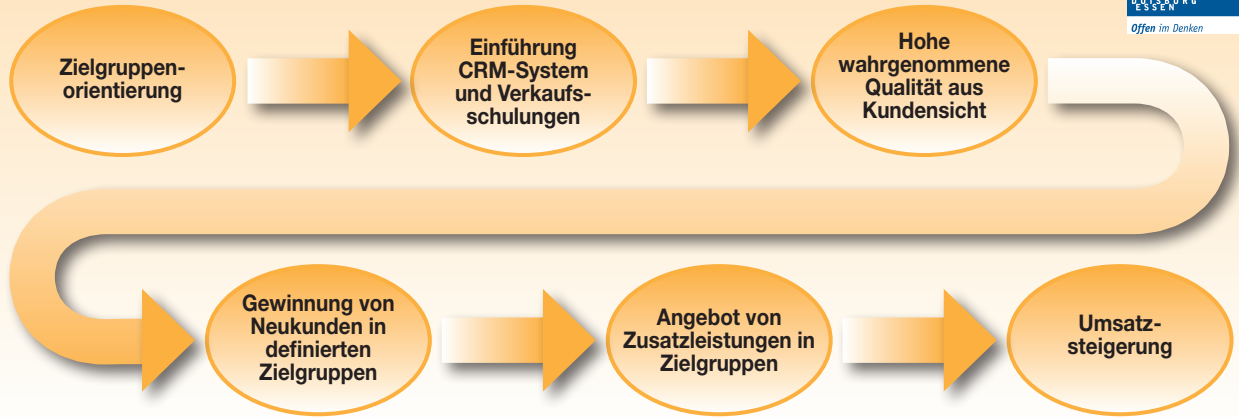 DUISBURG
ESSEN
Offen im Denken
Zielgruppen-
orientierung
Einführung
CRM-System
und Verkaufs-
schulungen
Hohe
wahrgenommene
Qualität aus
Kundensicht
Gewinnung von
Neukunden in
definierten
Zielgruppen
Angebot von
Zusatzleistungen in
Zielgruppen
Umsatz-
steigerung